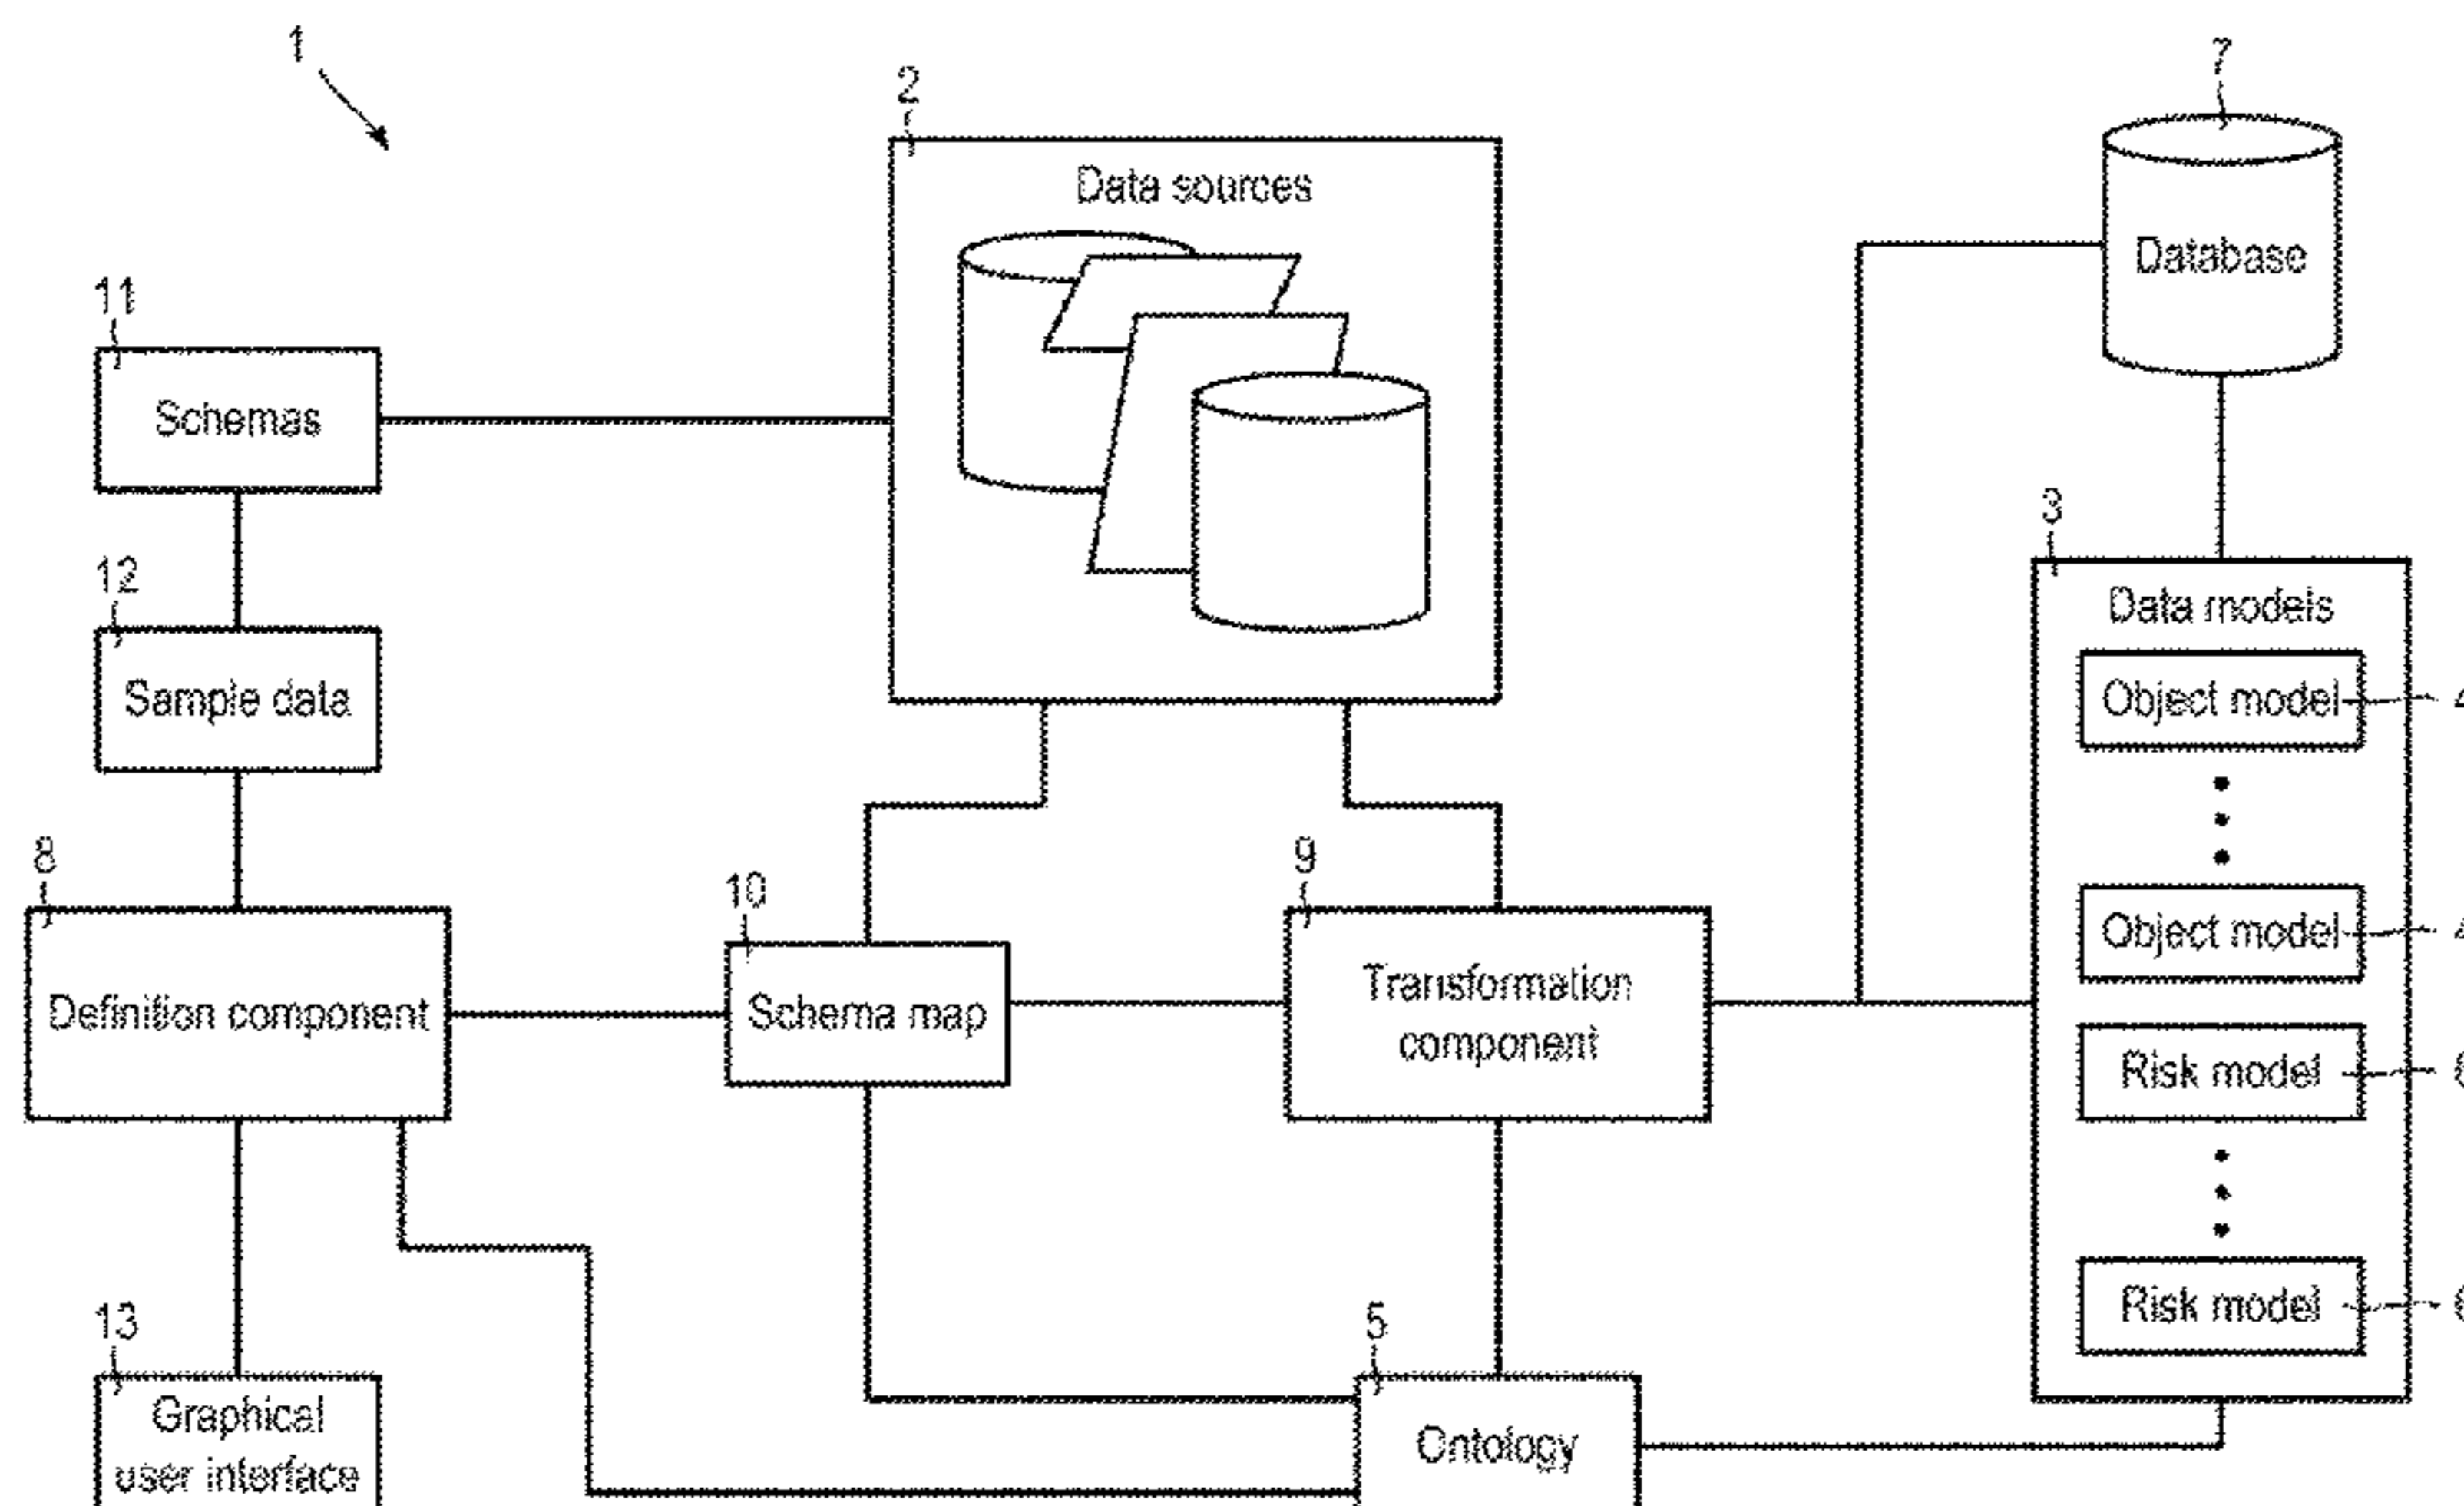 1
2
7
Data sources
Database
11
Schemas
3
12
Data models
Sample data
Object model
8
9
10
Object model
Definition component
Schema map
Transformation
component
Risk model
13
5
Risk model
Graphical
user interface
Ontology